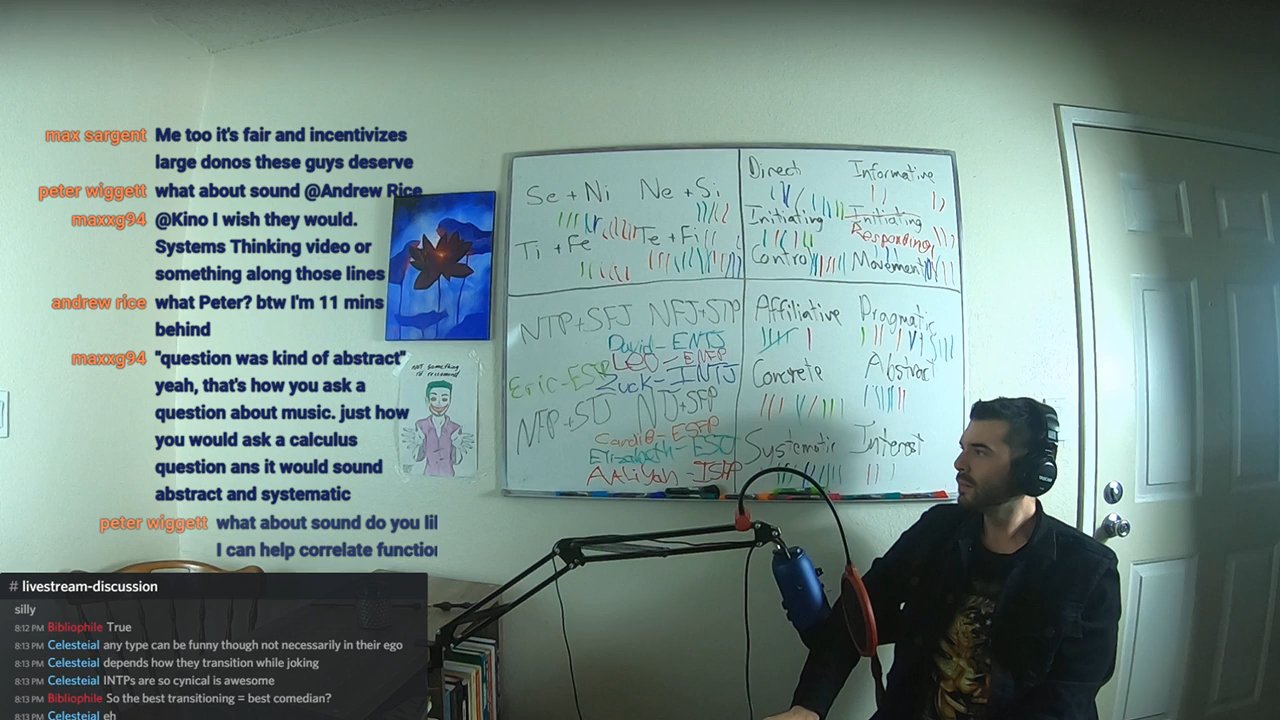 max sargent Me too it's fair and incentivizes
large donos these guys deserve
peter wiggett what about sound @Andrew Rice
maxxg94 @Kino I wish they would.
Systems Thinking video or
something along those lines
andrew rice what Peter? btw I'm 11 mins
behind
maxxg94 "question was kind of abstract"
yeah, that's how you ask a
question about music. just how
you would ask a calculus
question ans it would sound
abstract and systematic
peter wiggett what about sound do you
I can help correlate
# livestream-discussion
silly
8:12 PM Bibliophile True
8:13 PM Celesteial any type can be funny though not necessarily in their ego
8:13 PM Celesteial depends how they transition while joking
8:13 PM Celesteial INTPs are so cynical is awesome
8:13 PM Bibliophile So the best transitioning = best comedian?
8:13 PM Celesteial eh
NOT something
I'd recommend
Se + Ni Ne + Si
Ti + Fe Te + Fi
NTP + SFJ NFJ + STP
David - ENTJ
Leo - ENFP
Eric - ESTP
Zuck - INTJ
NFP + STJ NTJ + SFP
Cardi B - ESFP
Elizabeth - ESTJ
Aaliyah - ISFP
Direct Informative
Initiating Initiating
Responding
Control Movement
Affiliative Pragmatic
Concrete Abstract
Systematic Interest